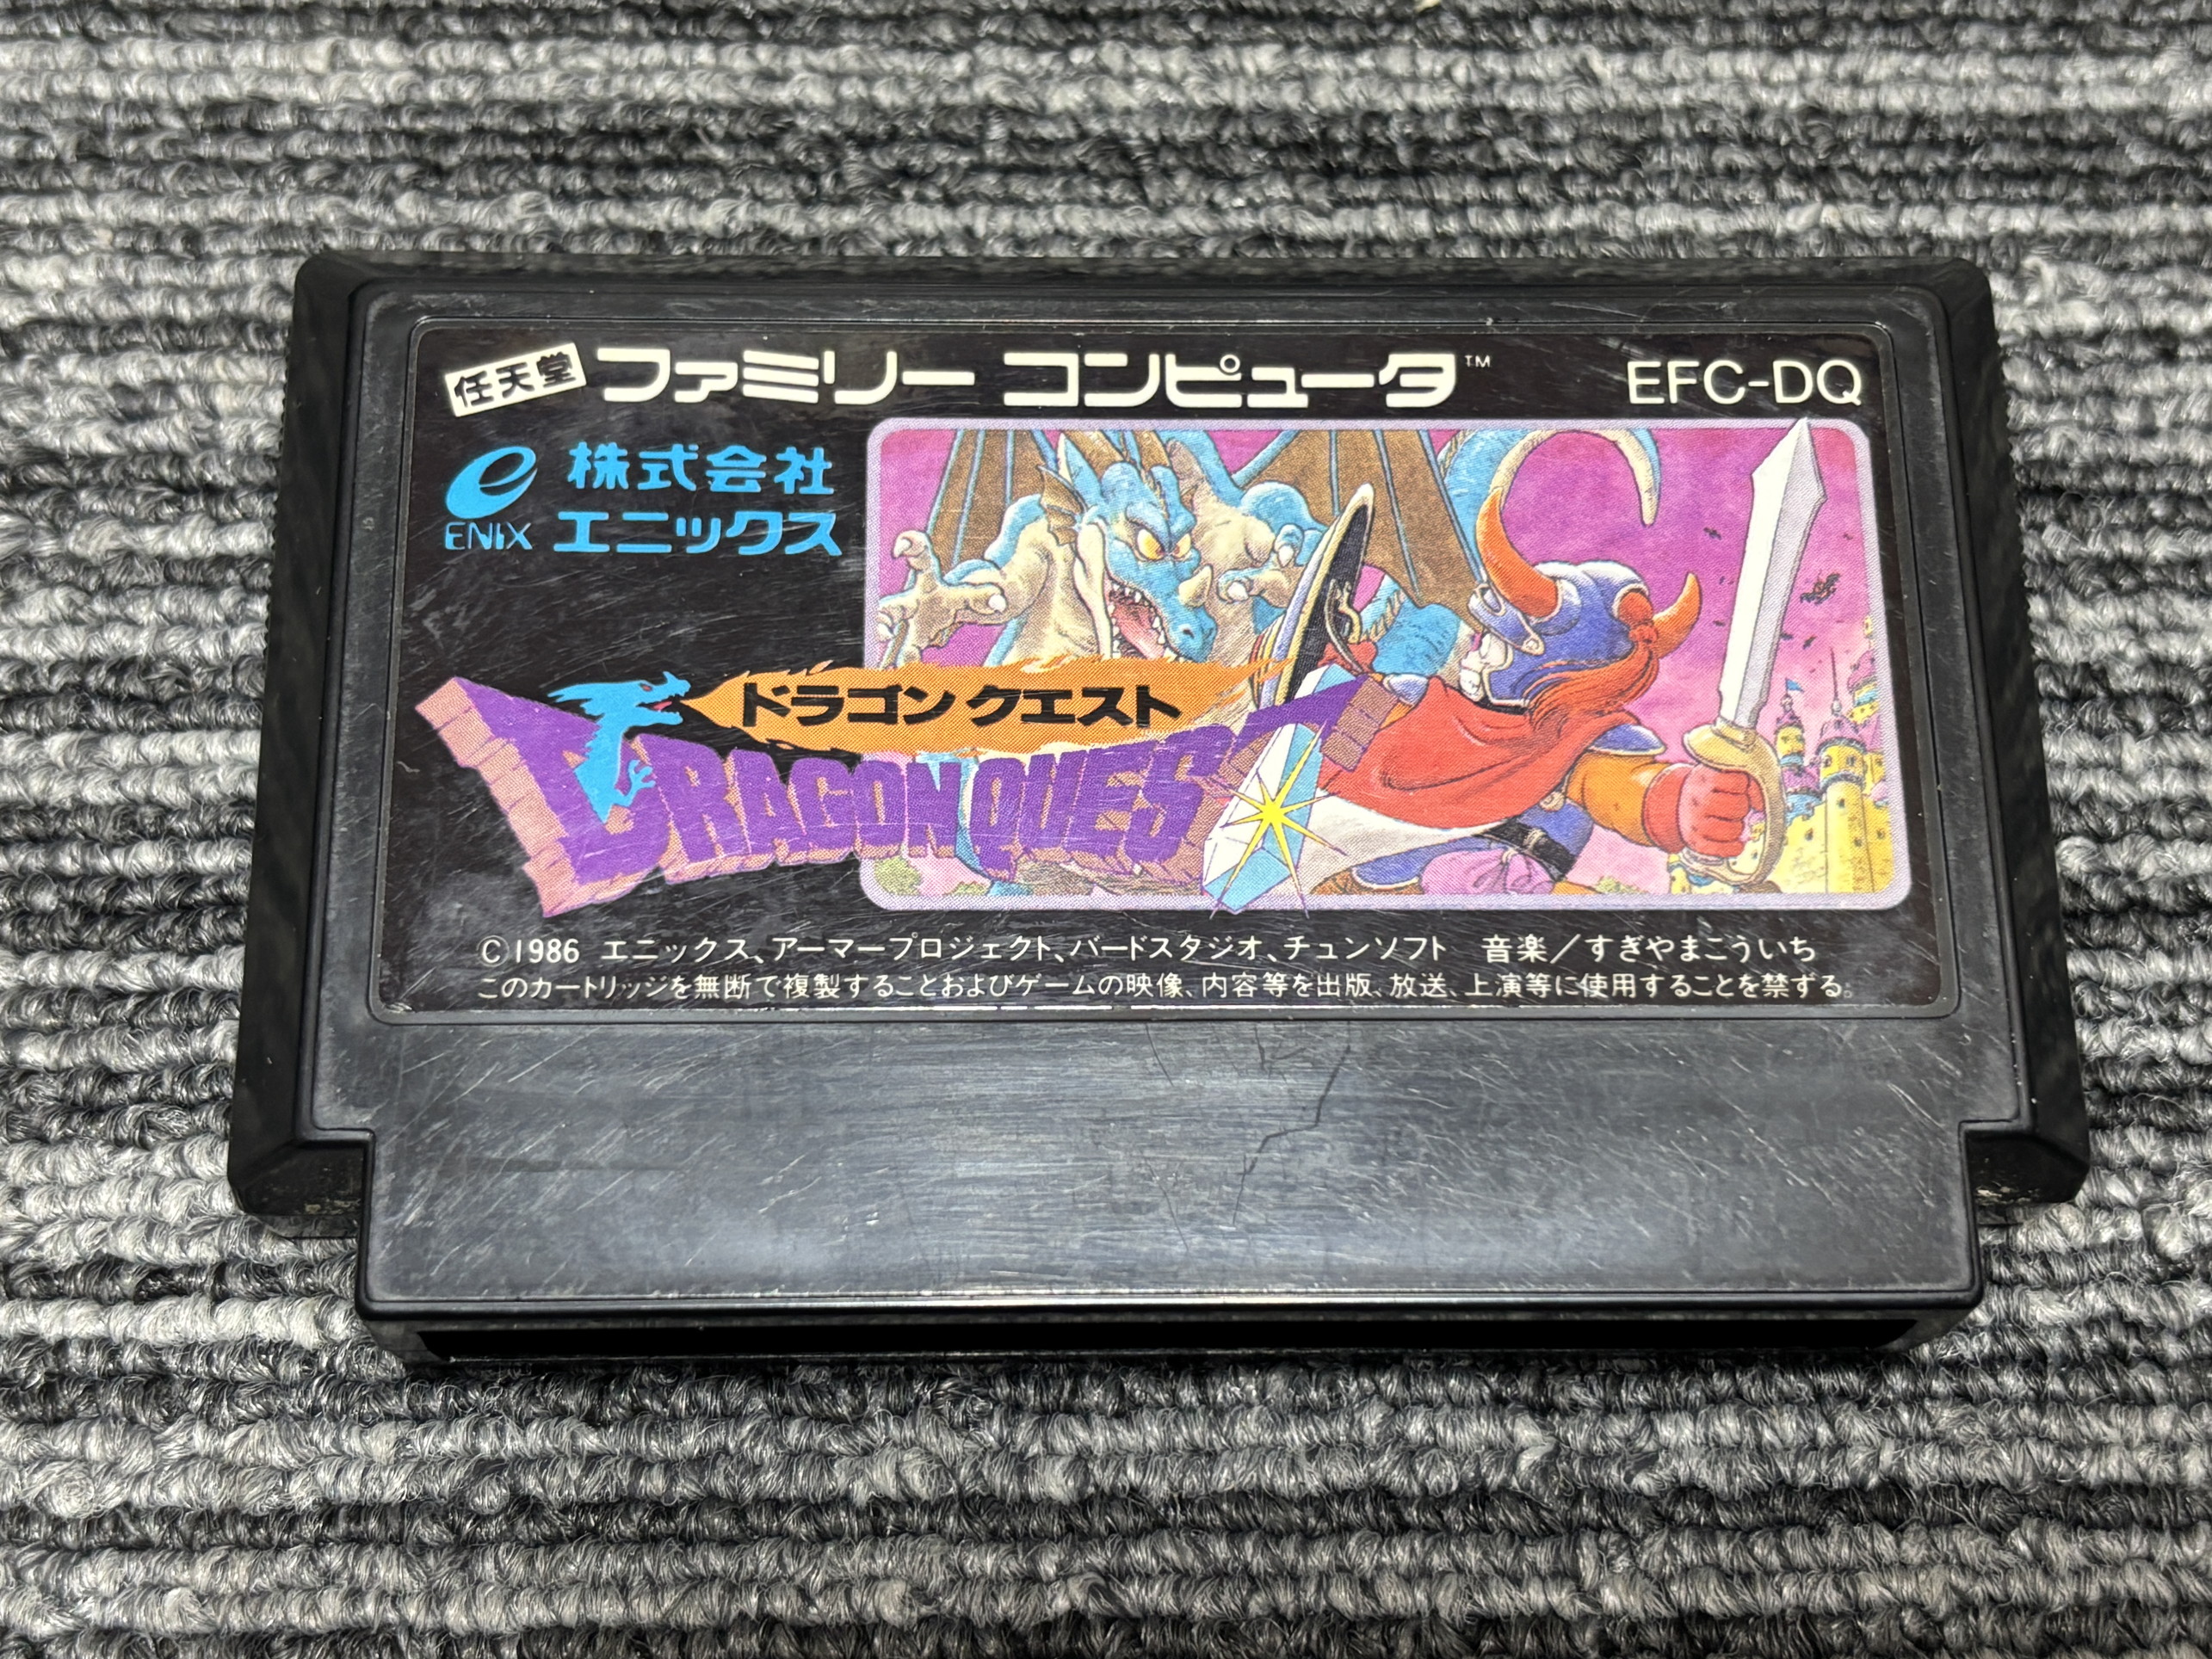 任天堂 ファミリー コンピュータ™ EFC-DQ
e 株式会社
ENIX エニックス
ドラゴンクエスト
DRAGON QUEST
©1986 エニックス、アーマープロジェクト、バードスタジオ、チュンソフト 音楽／すぎやまこういち
このカートリッジを無断で複製することおよびゲームの映像、内容等を出版、放送、上演等に使用することを禁ずる。